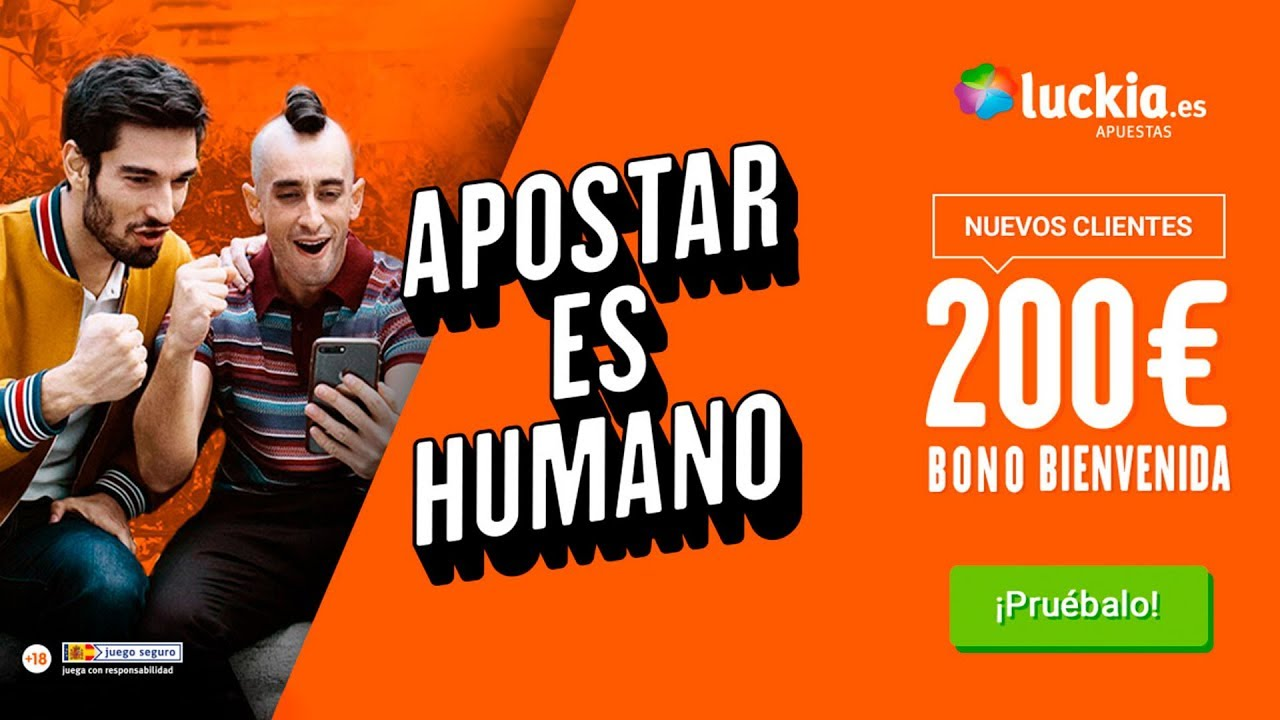 luckia.es
APUESTAS
APOSTAR
ES
HUMANO
NUEVOS CLIENTES
200€
BONO BIENVENIDA
¡Pruébalo!
+18
juego seguro
juega con responsabilidad